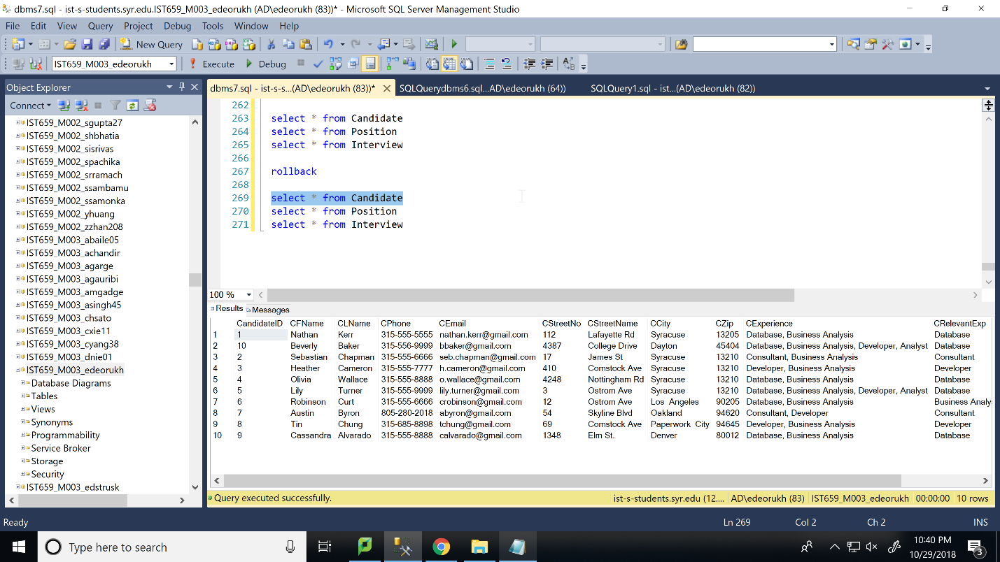 dbms7.sql - ist-s-students.syr.edu.IST659_M003_edeorukh (AD\edeorukh (83))* - Microsoft SQL Server Management Studio
File Edit View Query Project Debug Tools Window Help
New Query
IST659_M003_edeorukh Execute Debug
Object Explorer
Connect
IST659_M002_sgupta27
IST659_M002_shbhatia
IST659_M002_sisrivas
IST659_M002_spachika
IST659_M002_srramach
IST659_M002_ssambamu
IST659_M002_ssamonka
IST659_M002_yhuang
IST659_M002_zzhan208
IST659_M003_abaile05
IST659_M003_achandir
IST659_M003_agarge
IST659_M003_agauribi
IST659_M003_amgadge
IST659_M003_asingh45
IST659_M003_chsato
IST659_M003_cxie11
IST659_M003_cyang38
IST659_M003_dnie01
IST659_M003_edeorukh
Database Diagrams
Tables
Views
Synonyms
Programmability
Service Broker
Storage
Security
IST659_M003_edstrusk
dbms7.sql - ist-s-s...(AD\edeorukh (83))* SQLQuerydbms6.sql...AD\edeorukh (64)) SQLQuery1.sql - ist...(AD\edeorukh (82))
262
263 select * from Candidate
264 select * from Position
265 select * from Interview
266
267 rollback
268
269 select * from Candidate
270 select * from Position
271 select * from Interview
100 %
Results Messages
CandidateID CFName CLName CPhone CEmail CStreetNo CStreetName CCity CZip CExperience CRelevantExp
1 1 Nathan Kerr 315-555-5555 nathan.kerr@gmail.com 112 Lafayette Rd Syracuse 13205 Database, Business Analysis Database
2 10 Beverly Baker 315-556-9999 bbaker@gmail.com 4387 College Drive Dayton 45404 Database, Business Analysis, Developer, Analyst Database
3 2 Sebastian Chapman 315-555-6666 seb.chapman@gmail.com 17 James St Syracuse 13210 Consultant, Business Analysis Consultant
4 3 Heather Cameron 315-555-7777 h.cameron@gmail.com 410 Comstock Ave Syracuse 13210 Developer, Business Analysis Developer
5 4 Olivia Wallace 315-555-8888 o.wallace@gmail.com 4248 Nottingham Rd Syracuse 13210 Database, Business Analysis Database
6 5 Lily Turner 315-555-9999 lily.turner@gmail.com 3 Ostrom Ave Syracuse 13210 Database, Business Analysis, Developer, Analyst Database
7 6 Robinson Curt 315-555-6666 crobinson@gmail.com 12 Ostrom Ave Los Angeles 90205 Database, Business Analysis Business Analy
8 7 Austin Byron 805-280-2018 abyron@gmail.com 54 Skyline Blvd Oakland 94620 Consultant, Developer Consultant
9 8 Tin Chung 315-685-8898 tchung@gmail.com 69 Comstock Ave Paperwork City 94645 Developer, Business Analysis Developer
10 9 Cassandra Alvarado 315-555-8888 calvarado@gmail.com 1348 Elm St. Denver 80012 Database, Business Analysis Database
Query executed successfully. ist-s-students.syr.edu (12.... AD\edeorukh (83) IST659_M003_edeorukh 00:00:00 10 rows
Ready Ln 269 Col 2 Ch 2 INS
Type here to search
10:40 PM
10/29/2018
3